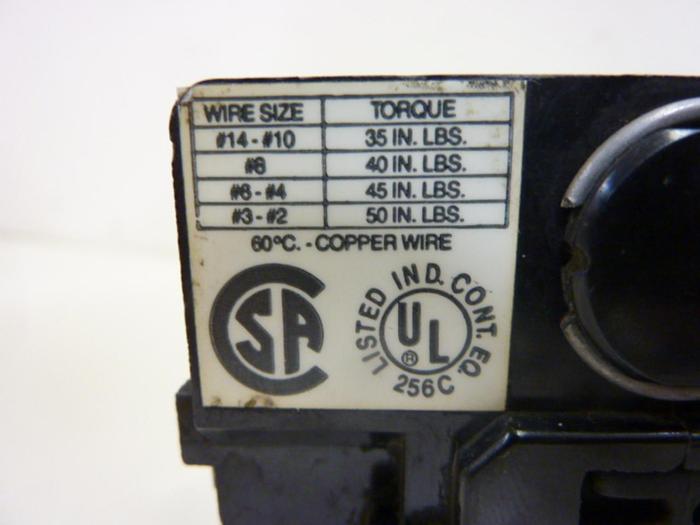 WIRE SIZE TORQUE
#14 - #10 35 IN. LBS.
#8 40 IN. LBS.
#6 - #4 45 IN. LBS.
#3 - #2 50 IN. LBS.
60°C. - COPPER WIRE
CSA
LISTED IND. CONT. EQ.
UL
®
256C